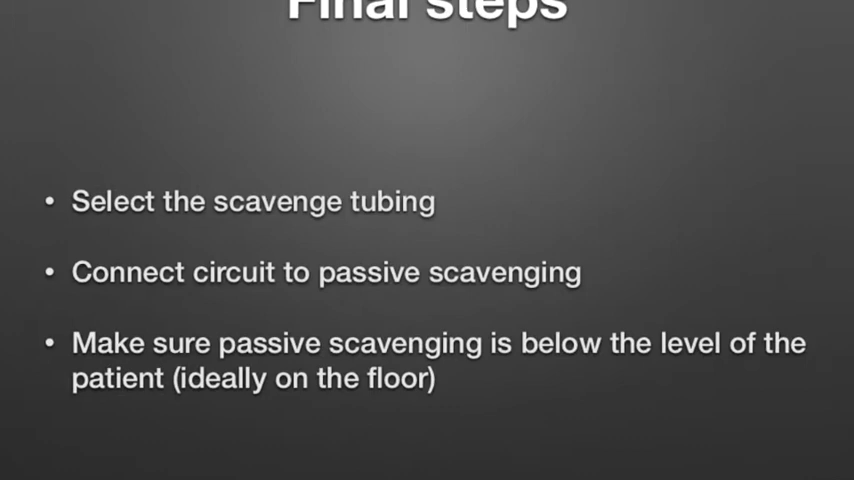 Final steps
• Select the scavenge tubing
• Connect circuit to passive scavenging
• Make sure passive scavenging is below the level of the
patient (ideally on the floor)